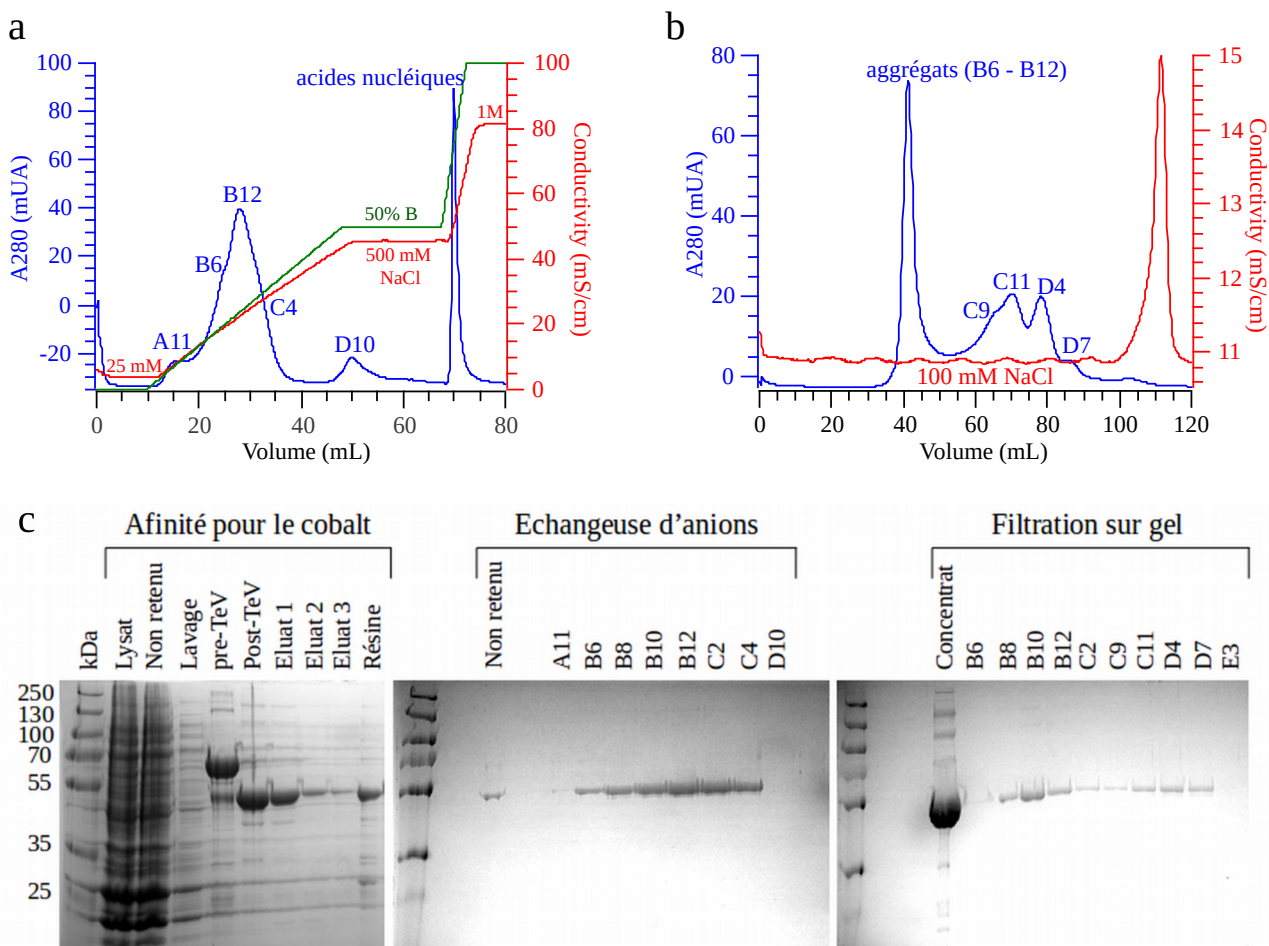 a
100
80
60
40
20
0
-20
A280 (mUA)
acides nucléiques
B12
B6
A11
C4
D10
25 mM
50% B
500 mM
NaCl
1M
100
80
60
40
20
0
Conductivity (mS/cm)
0 20 40 60 80
Volume (mL)
b
80
60
40
20
0
A280 (mUA)
aggrégats (B6 - B12)
C9
C11
D4
D7
100 mM NaCl
15
14
13
12
11
Conductivity (mS/cm)
0 20 40 60 80 100 120
Volume (mL)
c
Afinité pour le cobalt
kDa
Lysat
Non retenu
Lavage
pre-TeV
Post-TeV
Eluat 1
Eluat 2
Eluat 3
Résine
250
130
100
70
55
35
25
Echangeuse d'anions
Non retenu
A11
B6
B8
B10
B12
C2
C4
D10
Filtration sur gel
Concentrat
B6
B8
B10
B12
C2
C9
C11
D4
D7
E3